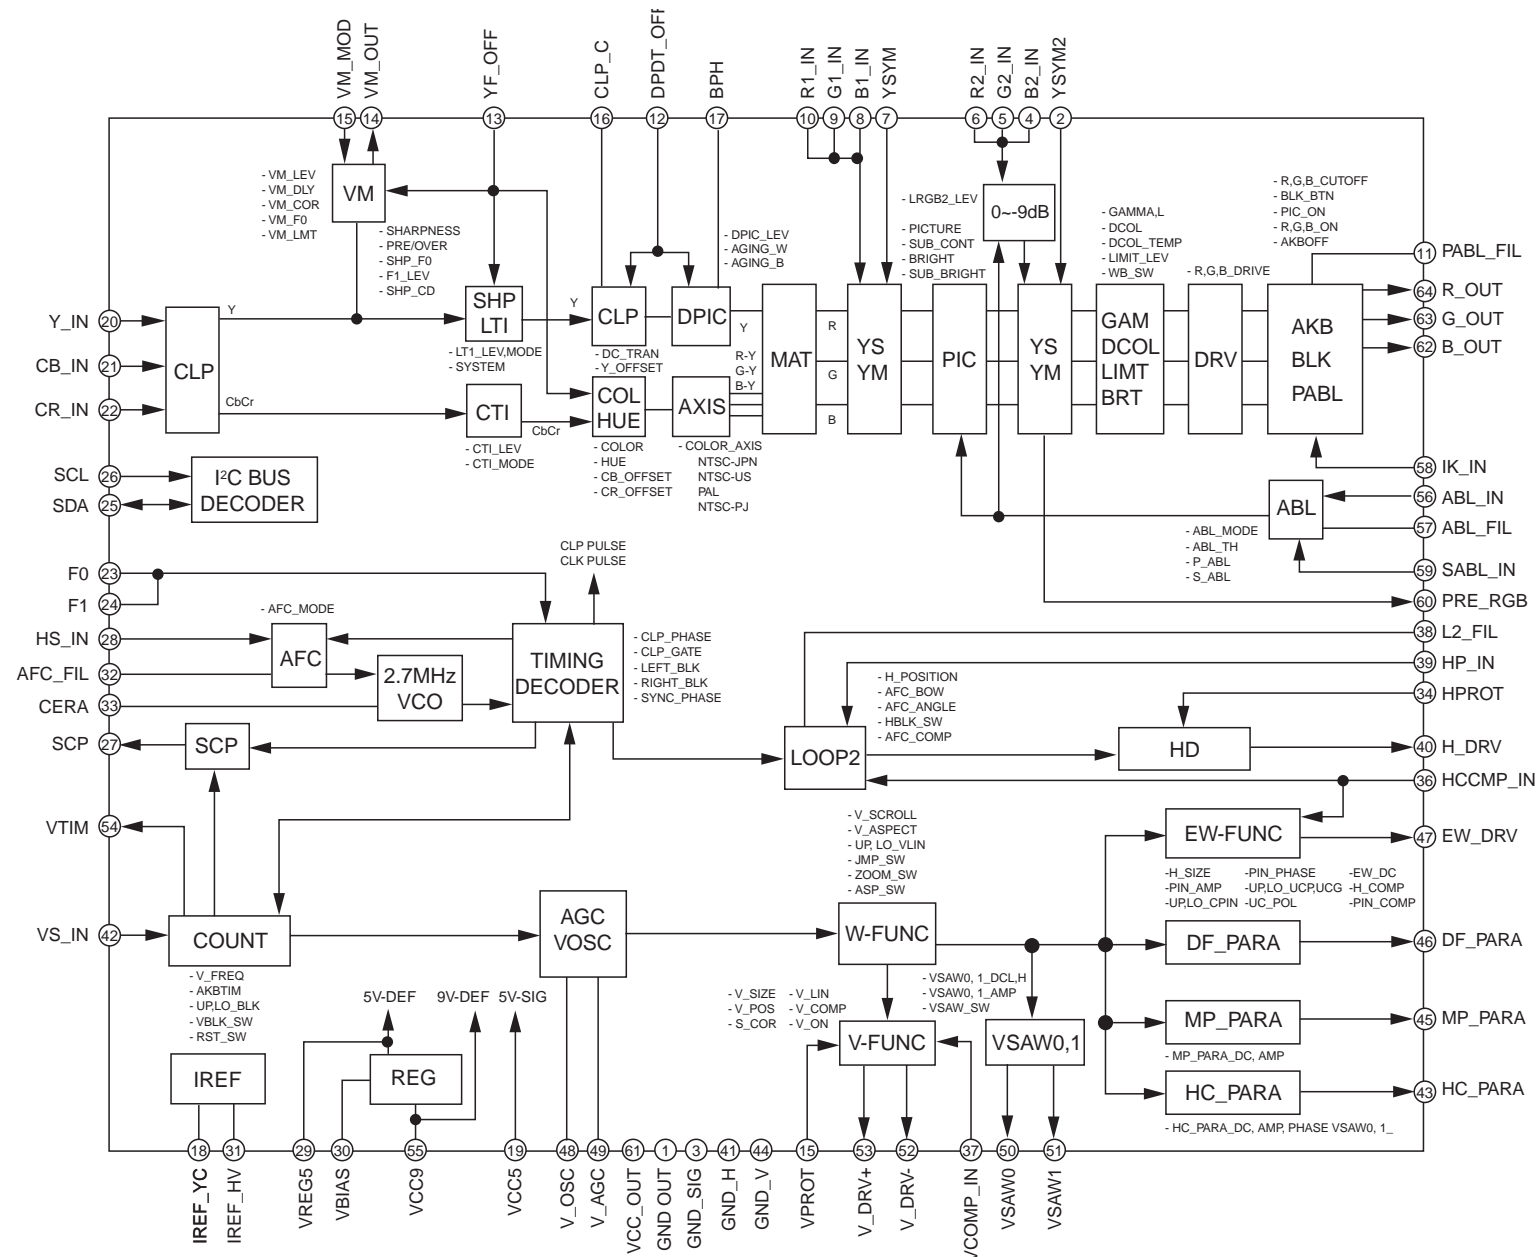 VM_MOD
VM_OUT
YF_OFF
CLP_C
DPDT_OFF
BPH
R1_IN
G1_IN
B1_IN
YSYM
R2_IN
G2_IN
B2_IN
YSYM2
15
14
13
16
12
17
10
9
8
7
6
5
4
2
- VM_LEV
- VM_DLY
- VM_COR
- VM_F0
- VM_LMT
VM
- SHARPNESS
- PRE/OVER
- SHP_F0
- F1_LEV
- SHP_CD
- DPIC_LEV
- AGING_W
- AGING_B
- LRGB2_LEV
0~-9dB
- PICTURE
- SUB_CONT
- BRIGHT
- SUB_BRIGHT
- GAMMA,L
- DCOL
- DCOL_TEMP
- LIMIT_LEV
- WB_SW
- R,G,B_DRIVE
- R,G,B_CUTOFF
- BLK_BTN
- PIC_ON
- R,G,B_ON
- AKBOFF
11 PABL_FIL
64 R_OUT
63 G_OUT
62 B_OUT
Y_IN 20
CB_IN 21
CR_IN 22
CLP
Y
CbCr
SHP
LTI
- LT1_LEV,MODE
- SYSTEM
CTI
- CTI_LEV
- CTI_MODE
Y
CbCr
CLP
- DC_TRAN
- Y_OFFSET
COL
HUE
- COLOR
- HUE
- CB_OFFSET
- CR_OFFSET
DPIC
AXIS
- COLOR_AXIS
NTSC-JPN
NTSC-US
PAL
NTSC-PJ
Y
R-Y
G-Y
B-Y
MAT
R
G
B
YS
YM
PIC
YS
YM
GAM
DCOL
LIMT
BRT
DRV
AKB
BLK
PABL
58 IK_IN
56 ABL_IN
57 ABL_FIL
59 SABL_IN
60 PRE_RGB
ABL
- ABL_MODE
- ABL_TH
- P_ABL
- S_ABL
SCL 26
SDA 25
I²C BUS
DECODER
CLP PULSE
CLK PULSE
F0 23
F1 24
HS_IN 28
AFC_FIL 32
CERA 33
SCP 27
- AFC_MODE
AFC
2.7MHz
VCO
TIMING
DECODER
- CLP_PHASE
- CLP_GATE
- LEFT_BLK
- RIGHT_BLK
- SYNC_PHASE
SCP
38 L2_FIL
39 HP_IN
34 HPROT
40 H_DRV
36 HCCMP_IN
47 EW_DRV
- H_POSITION
- AFC_BOW
- AFC_ANGLE
- HBLK_SW
- AFC_COMP
LOOP2
HD
VTIM 54
VS_IN 42
COUNT
- V_FREQ
- AKBTIM
- UP,LO_BLK
- VBLK_SW
- RST_SW
AGC
VOSC
- V_SCROLL
- V_ASPECT
- UP, LO_VLIN
- JMP_SW
- ZOOM_SW
- ASP_SW
W-FUNC
EW-FUNC
-H_SIZE -PIN_PHASE -EW_DC
-PIN_AMP -UP,LO_UCP,UCG -H_COMP
-UP,LO_CPIN -UC_POL -PIN_COMP
DF_PARA
46 DF_PARA
MP_PARA
45 MP_PARA
- MP_PARA_DC, AMP
HC_PARA
43 HC_PARA
- HC_PARA_DC, AMP, PHASE VSAW0, 1_
- VSAW0, 1_DCL,H
- VSAW0, 1_AMP
- VSAW_SW
- V_SIZE - V_LIN
- V_POS - V_COMP
- S_COR - V_ON
V-FUNC
VSAW0,1
5V-DEF
9V-DEF
5V-SIG
IREF
REG
18
31
29
30
55
19
48
49
61
1
3
41
44
15
53
52
37
50
51
IREF_YC
IREF_HV
VREG5
VBIAS
VCC9
VCC5
V_OSC
V_AGC
VCC_OUT
GND OUT
GND_SIG
GND_H
GND_V
VPROT
V_DRV+
V_DRV-
VCOMP_IN
VSAW0
VSAW1